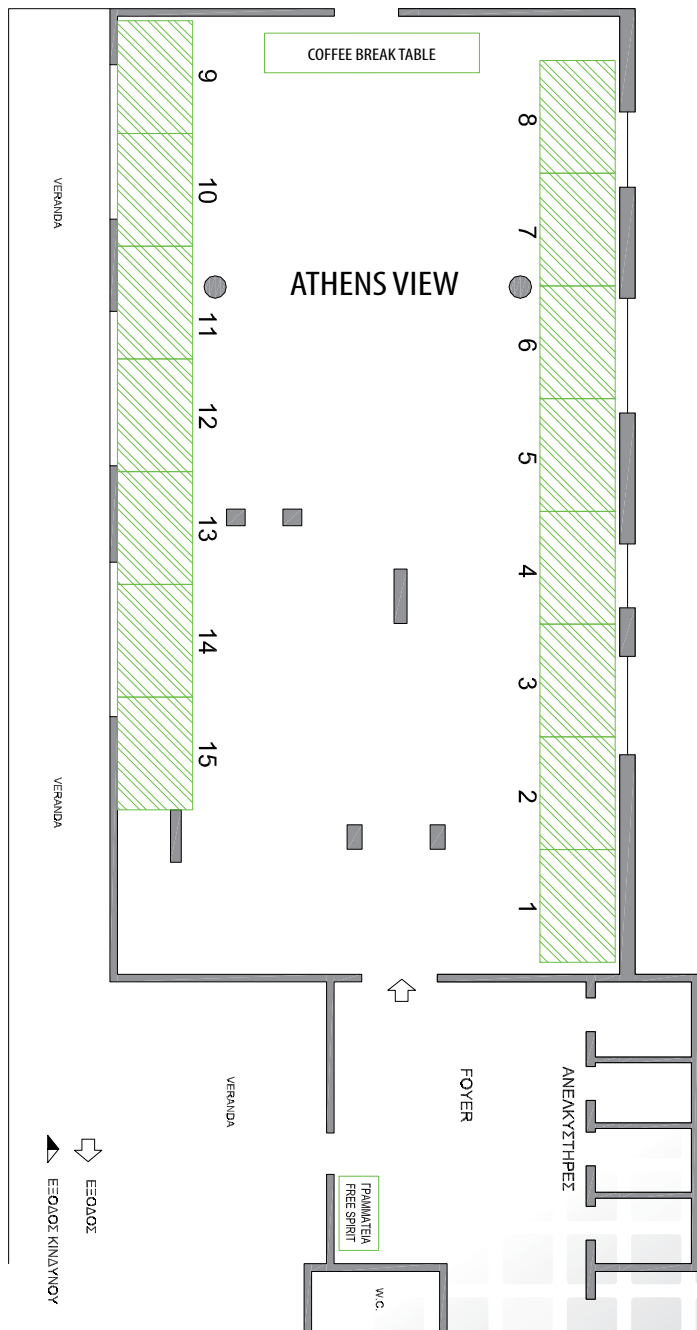 COFFEE BREAK TABLE
9
8
VERANDA
10
7
ATHENS VIEW
11
6
12
5
13
4
14
3
15
2
VERANDA
1
FOYER
ΑΝΕΛΚΥΣΤΗΡΕΣ
VERANDA
ΕΞΟΔΟΣ
ΕΞΟΔΟΣ ΚΙΝΔΥΝΟΥ
ΓΡΑΜΜΑΤΕΙΑ
FREE SPIRIT
W.C.